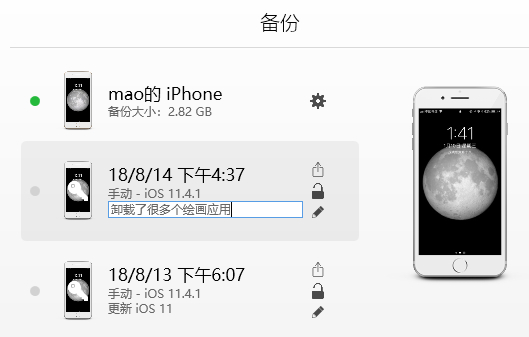 备份
mao的 iPhone
备份大小：2.82 GB
18/8/14 下午4:37
手动 - iOS 11.4.1
卸载了很多个绘画应用
18/8/13 下午6:07
手动 - iOS 11.4.1
更新 iOS 11
1:41